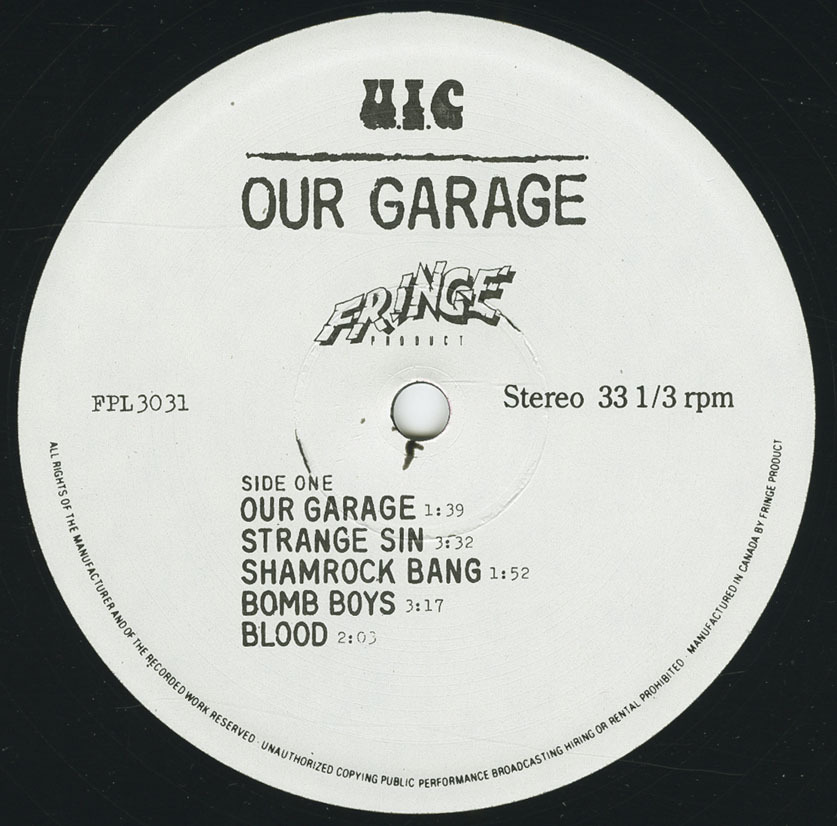 U.I.C
OUR GARAGE
FRINGE
PRODUCT
FPL3031
Stereo 33 1/3 rpm
SIDE ONE
OUR GARAGE 1:39
STRANGE SIN 3:32
SHAMROCK BANG 1:52
BOMB BOYS 3:17
BLOOD 2:03
ALL RIGHTS OF THE MANUFACTURER AND OF THE RECORDED WORK RESERVED · UNAUTHORIZED COPYING PUBLIC PERFORMANCE BROADCASTING HIRING OR RENTAL PROHIBITED · MANUFACTURED IN CANADA BY FRINGE PRODUCT